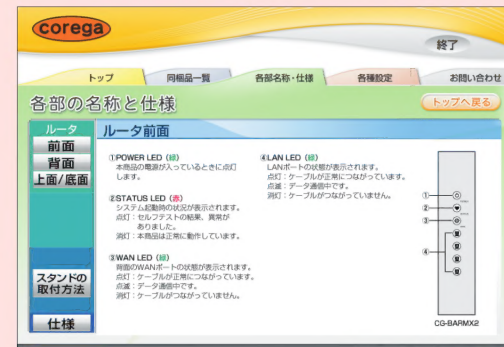 corega
終了
トップ
同梱品一覧
各部名称・仕様
各種設定
お問い合わせ
各部の名称と仕様
トップへ戻る
ルータ
前面
背面
上面/底面
スタンドの
取付方法
仕様
ルータ前面
①POWER LED（緑）
本商品の電源が入っているときに点灯
します。
②STATUS LED（赤）
システム起動時の状況が表示されます。
点灯：セルフテストの結果、異常が
ありました。
消灯：本商品は正常に動作しています。
③WAN LED（緑）
背面のWANポートの状態が表示されます。
点灯：ケーブルが正常につながっています。
点滅：データ通信中です。
消灯：ケーブルがつながっていません。
④LAN LED（緑）
LANポートの状態が表示されます。
点灯：ケーブルが正常につながっています。
点滅：データ通信中です。
消灯：ケーブルがつながっていません。
①
②
③
④
CG-BARMX2